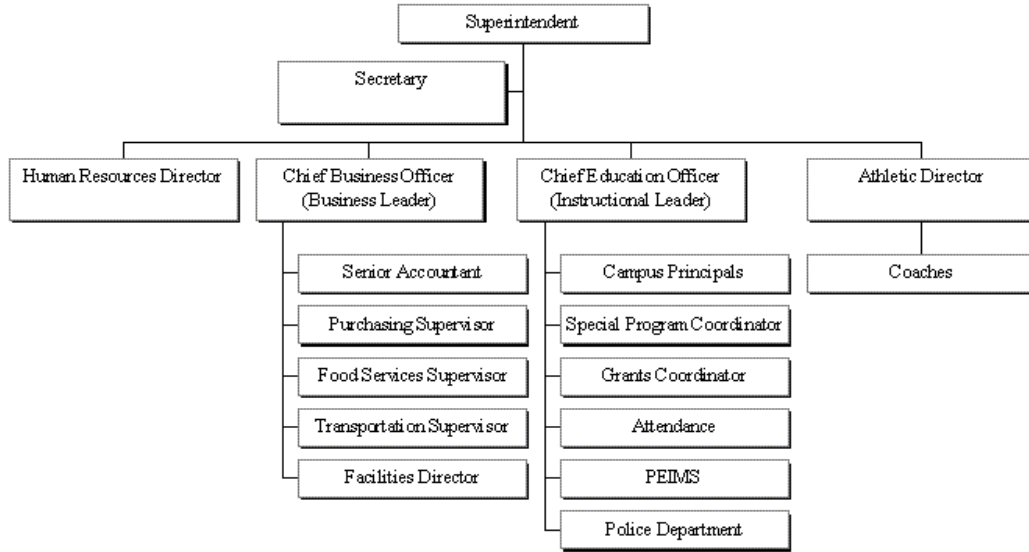 Superintendent
Secretary
Human Resources Director
Chief Business Officer
(Business Leader)
Chief Education Officer
(Instructional Leader)
Athletic Director
Senior Accountant
Purchasing Supervisor
Food Services Supervisor
Transportation Supervisor
Facilities Director
Campus Principals
Special Program Coordinator
Grants Coordinator
Attendance
PEIMS
Police Department
Coaches